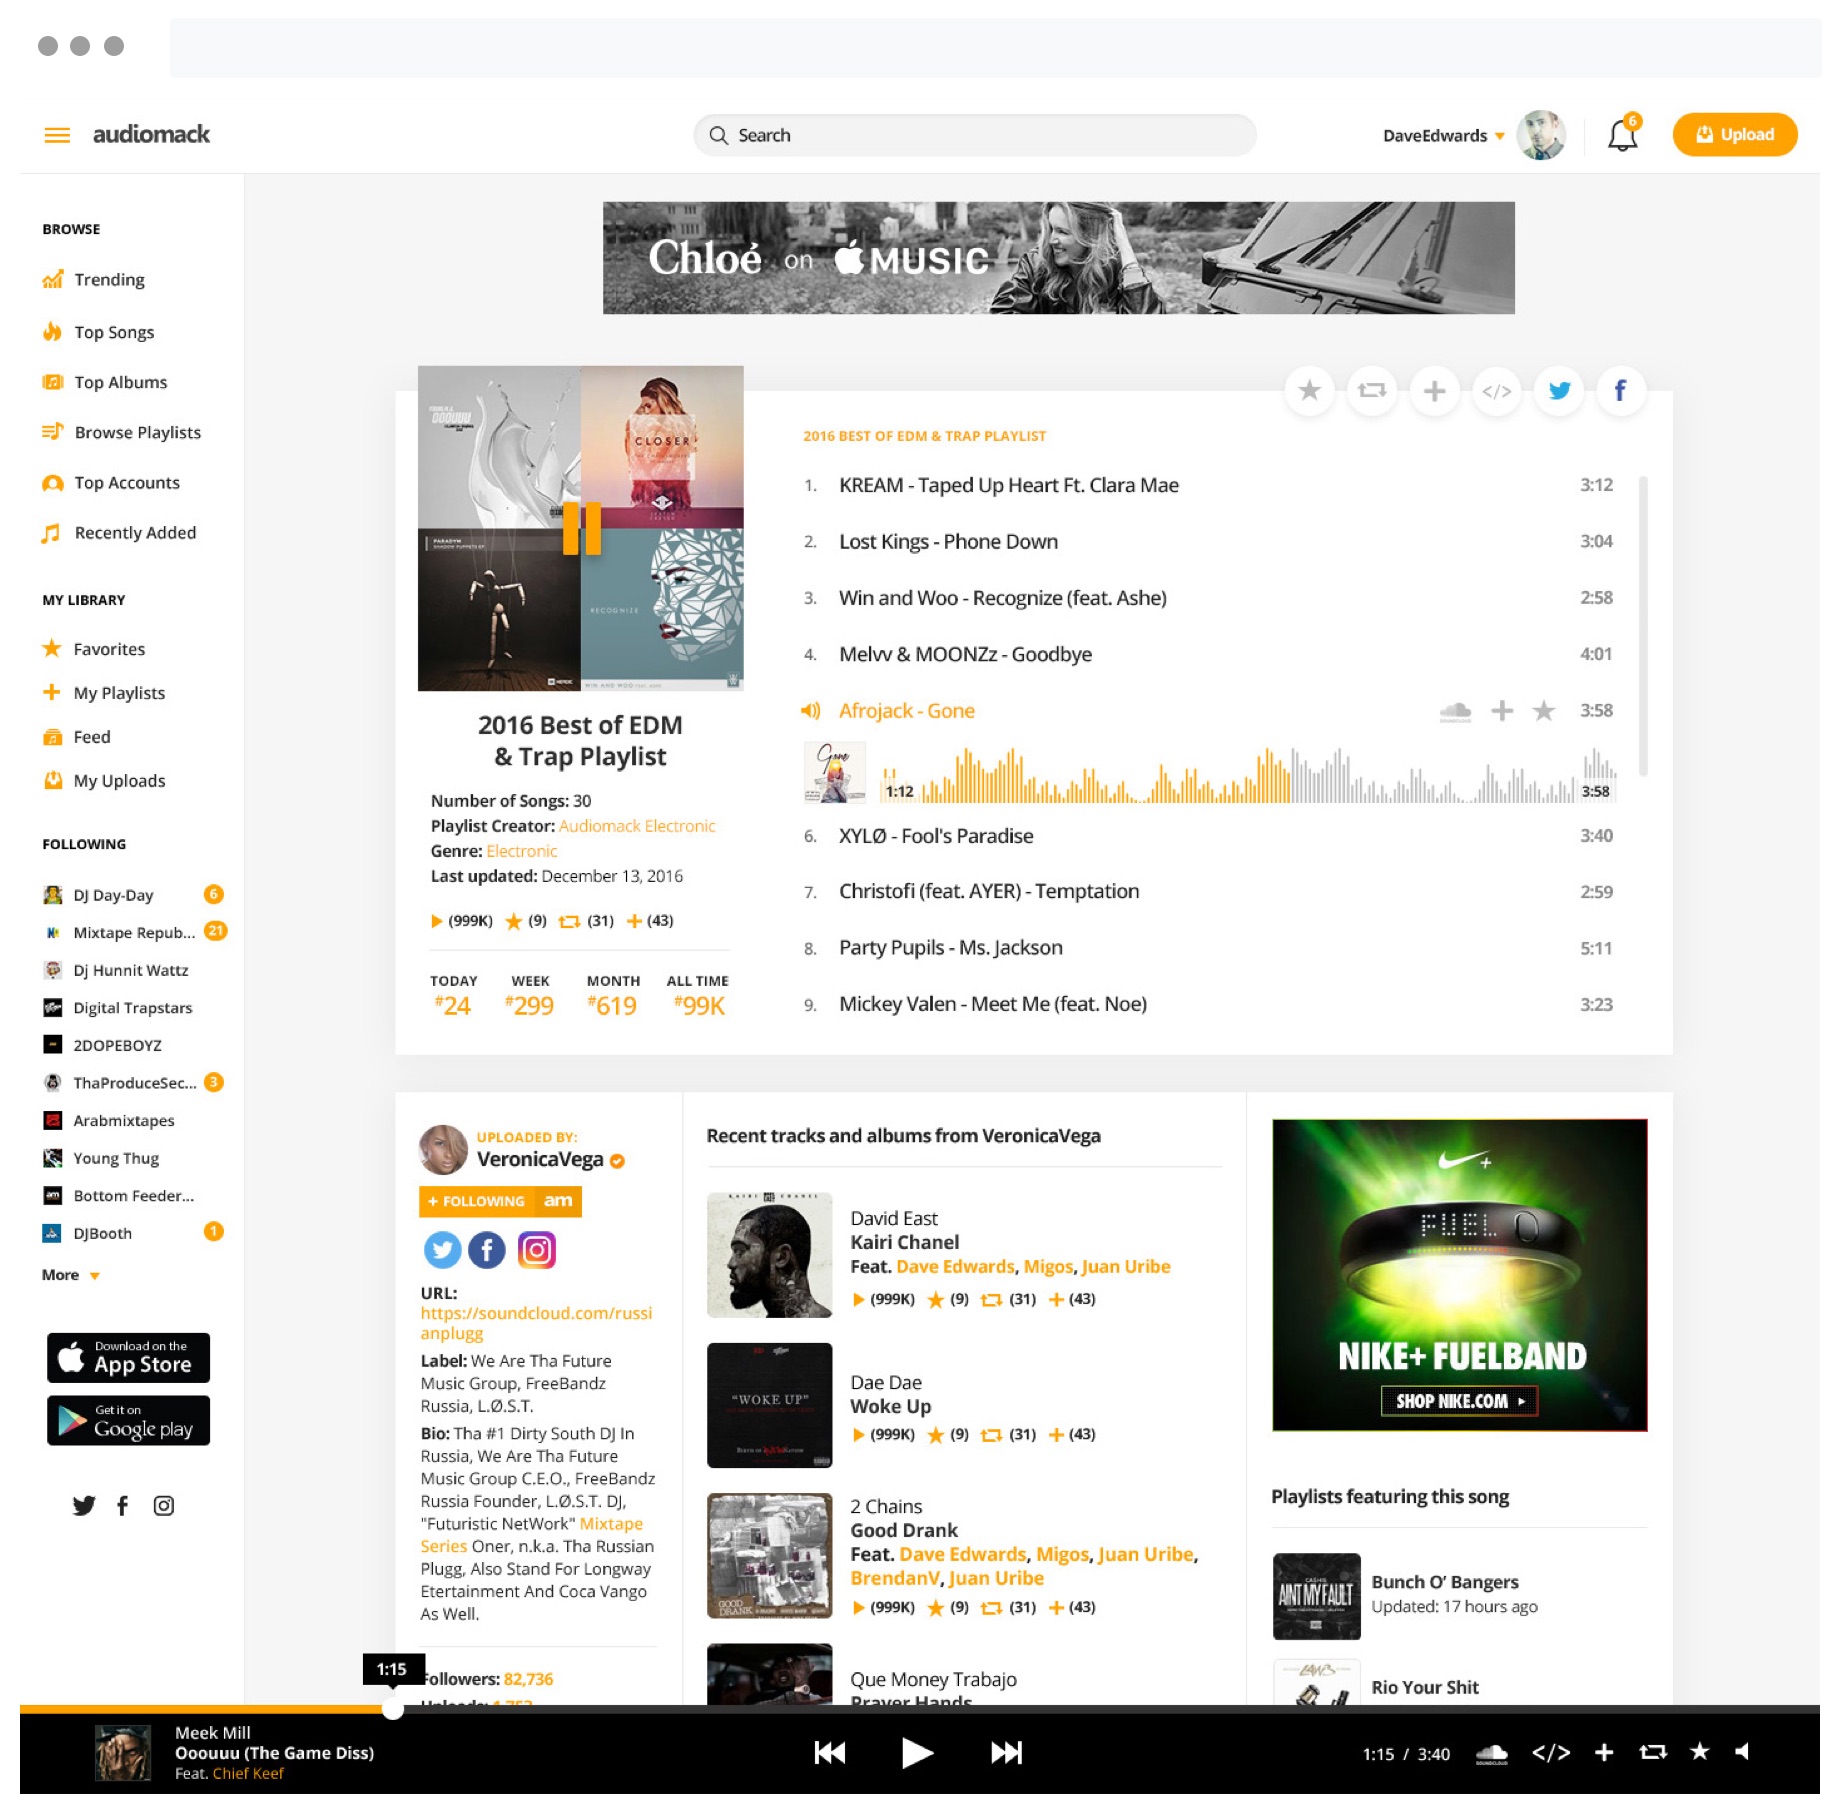 audiomack
Search
DaveEdwards
6
Upload
BROWSE
Trending
Top Songs
Top Albums
Browse Playlists
Top Accounts
Recently Added
MY LIBRARY
Favorites
My Playlists
Feed
My Uploads
FOLLOWING
DJ Day-Day 6
Mixtape Repub... 21
Dj Hunnit Wattz
Digital Trapstars
2DOPEBOYZ
ThaProduceSec... 3
Arabmixtapes
Young Thug
Bottom Feeder...
DJBooth 1
More
Download on the
App Store
Get it on
Google play
Chloé on MUSIC
CLOSER
PARADYM
RECOGNIZE
2016 Best of EDM
& Trap Playlist
Number of Songs: 30
Playlist Creator: Audiomack Electronic
Genre: Electronic
Last updated: December 13, 2016
(999K) (9) (31) (43)
TODAY WEEK MONTH ALL TIME
#24 #299 #619 #99K
</> f
2016 BEST OF EDM & TRAP PLAYLIST
1. KREAM - Taped Up Heart Ft. Clara Mae 3:12
2. Lost Kings - Phone Down 3:04
3. Win and Woo - Recognize (feat. Ashe) 2:58
4. Melvv & MOONZz - Goodbye 4:01
Afrojack - Gone 3:58
Gone
1:12 3:58
6. XYLØ - Fool's Paradise 3:40
7. Christofi (feat. AYER) - Temptation 2:59
8. Party Pupils - Ms. Jackson 5:11
9. Mickey Valen - Meet Me (feat. Noe) 3:23
UPLOADED BY:
VeronicaVega
+ FOLLOWING am
URL:
https://soundcloud.com/russi
anplugg
Label: We Are Tha Future
Music Group, FreeBandz
Russia, L.Ø.S.T.
Bio: Tha #1 Dirty South DJ In
Russia, We Are Tha Future
Music Group C.E.O., FreeBandz
Russia Founder, L.Ø.S.T. DJ,
"Futuristic NetWork" Mixtape
Series Oner, n.k.a. Tha Russian
Plugg, Also Stand For Longway
Etertainment And Coca Vango
As Well.
Followers: 82,736
Uploads: 1,753
Recent tracks and albums from VeronicaVega
KAIRI CHANEL
David East
Kairi Chanel
Feat. Dave Edwards, Migos, Juan Uribe
(999K) (9) (31) (43)
"WOKE UP"
Dae Dae
Woke Up
(999K) (9) (31) (43)
GOOD
DRANK
2 Chains
Good Drank
Feat. Dave Edwards, Migos, Juan Uribe,
BrendanV, Juan Uribe
(999K) (9) (31) (43)
Que Money Trabajo
Prayer Hands
FUEL
NIKE+ FUELBAND
SHOP NIKE.COM
Playlists featuring this song
AINT MY FAULT
Bunch O' Bangers
Updated: 17 hours ago
LAWS
Rio Your Shit
1:15
Meek Mill
Ooouuu (The Game Diss)
Feat. Chief Keef
1:15 / 3:40
</>